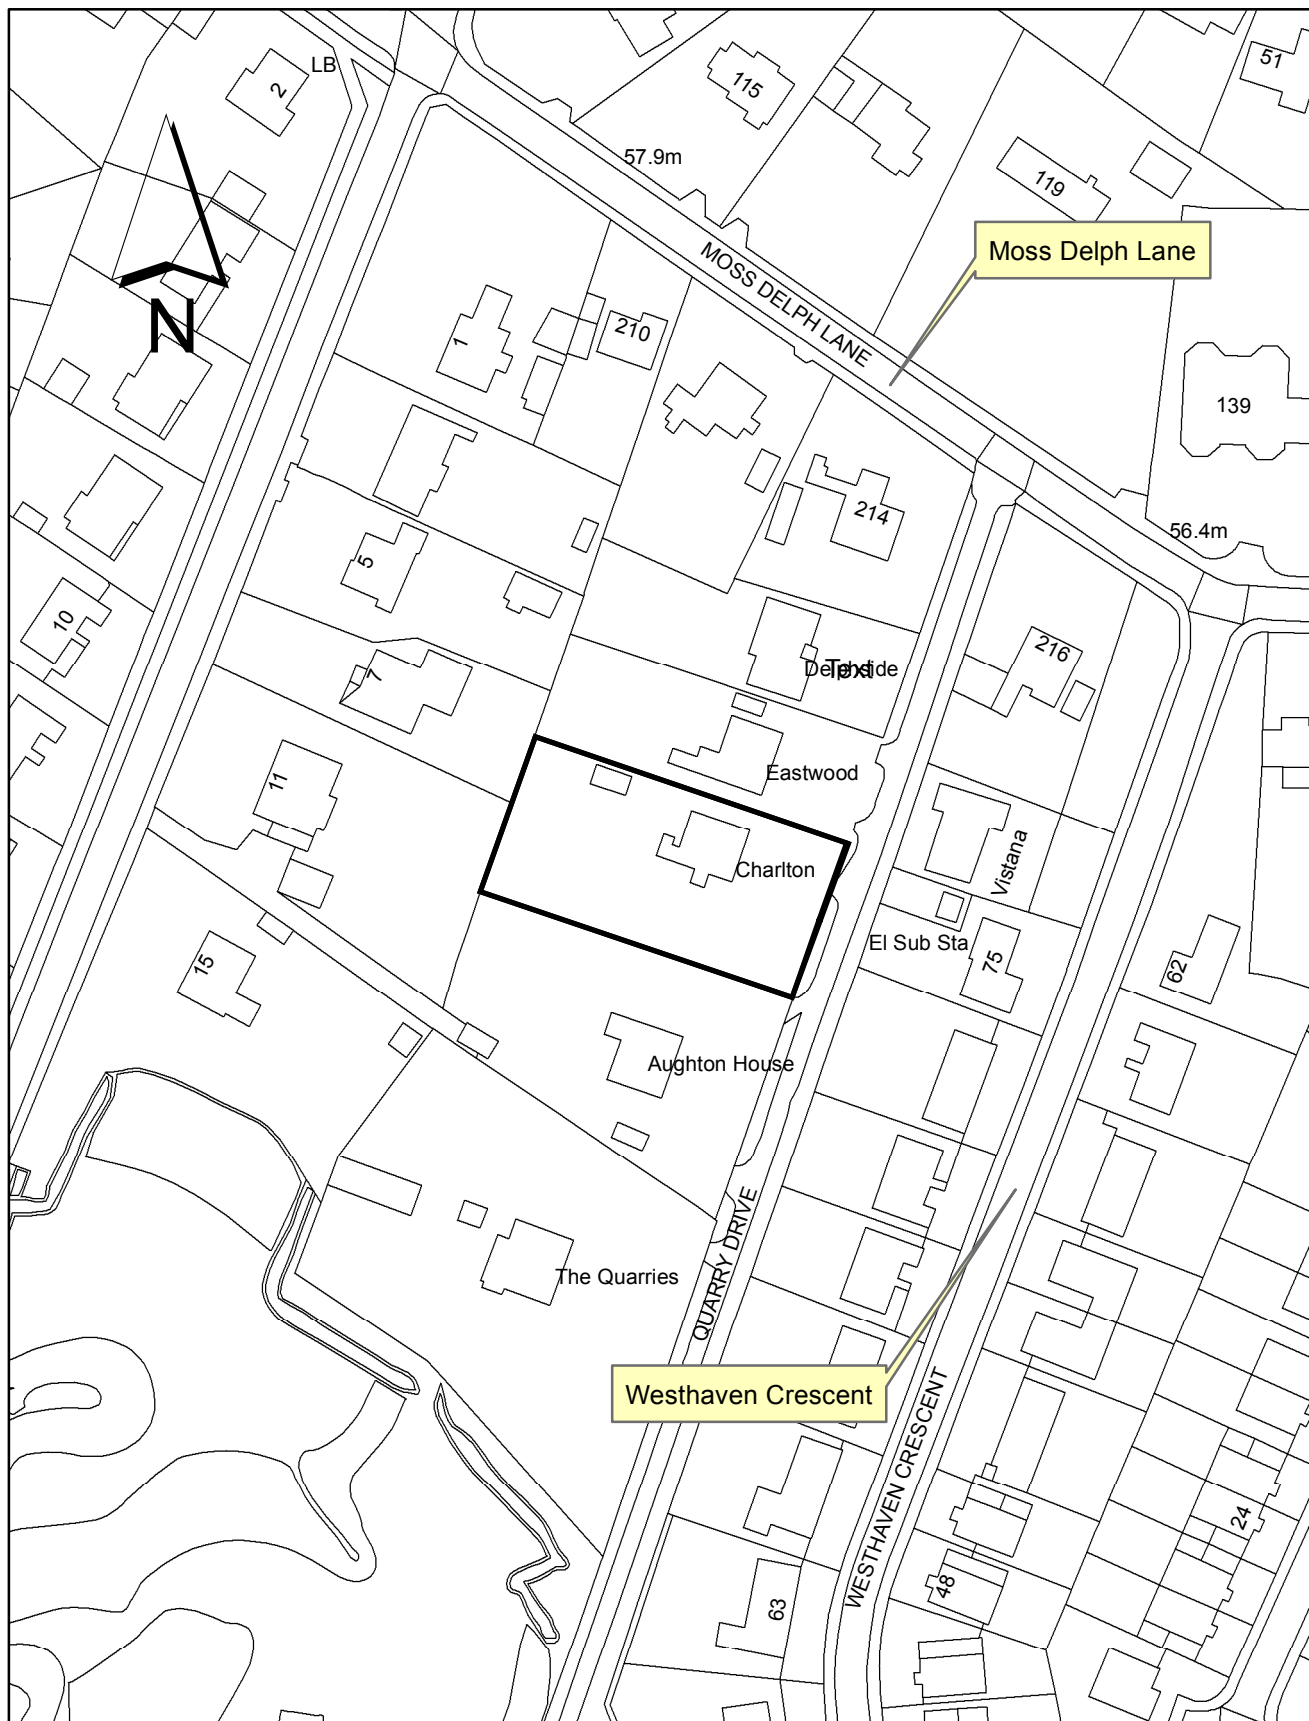 LB
2
115
51
57.9m
119
Moss Delph Lane
MOSS DELPH LANE
N
1
210
139
214
56.4m
5
10
216
Delphside
Text
7
Eastwood
11
Vistana
Charlton
El Sub Sta
75
62
15
Aughton House
QUARRY DRIVE
The Quarries
Westhaven Crescent
WESTHAVEN CRESCENT
24
48
63